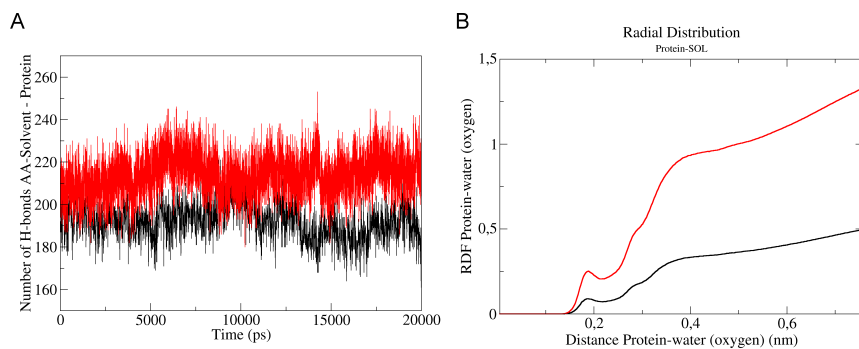 A
Number of H-bonds AA-Solvent - Protein
260
240
220
200
180
160
0
5000
10000
15000
20000
Time (ps)
B
Radial Distribution
Protein-SOL
RDF Protein-water (oxygen)
1,5
1
0,5
0
0,2
0,4
0,6
Distance Protein-water (oxygen) (nm)